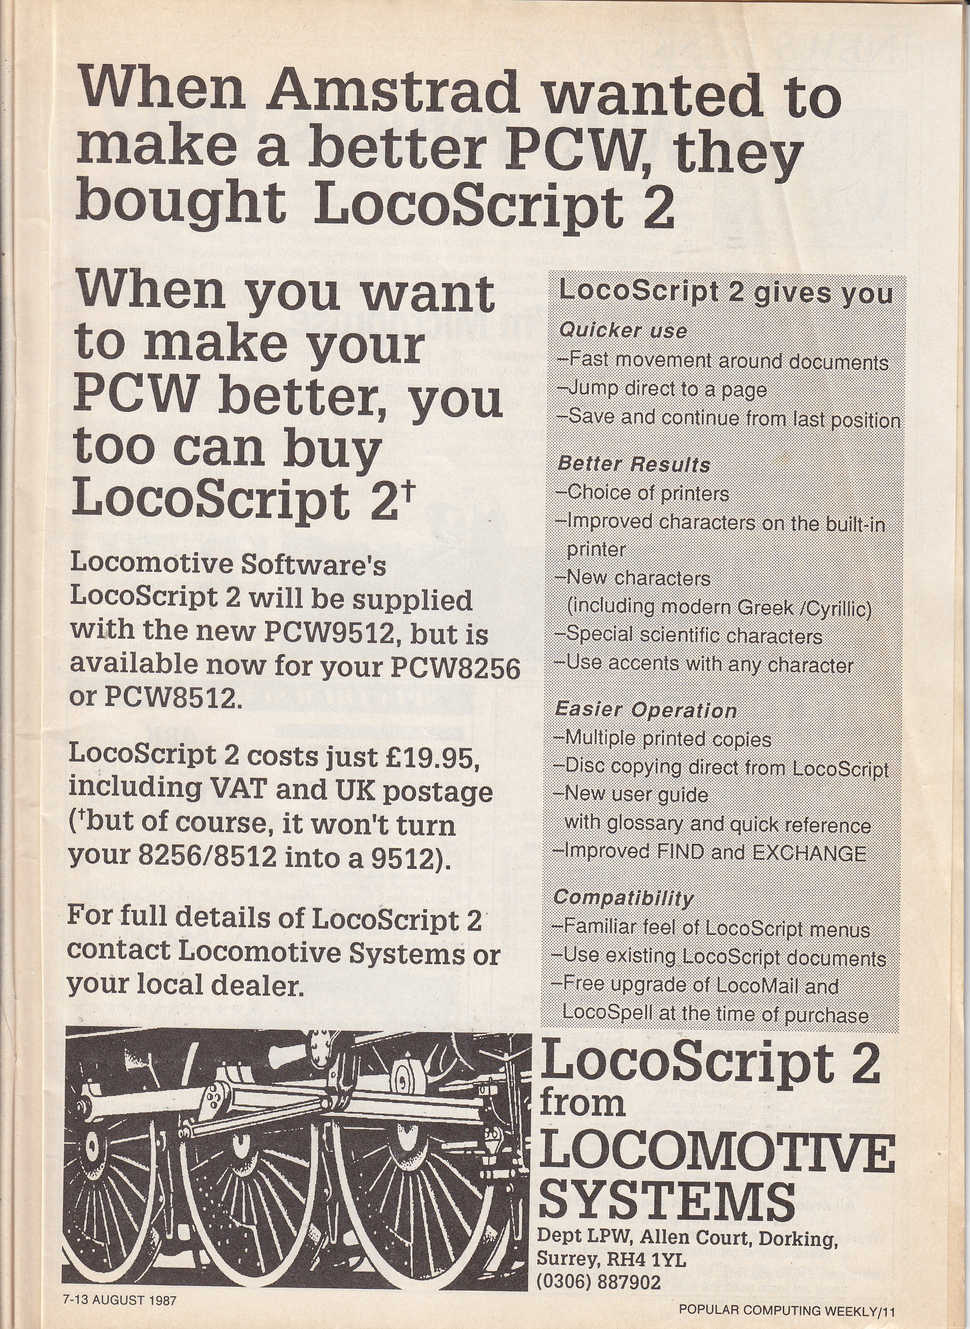 When Amstrad wanted to
make a better PCW, they
bought LocoScript 2
When you want
to make your
PCW better, you
too can buy
LocoScript 2†
Locomotive Software's
LocoScript 2 will be supplied
with the new PCW9512, but is
available now for your PCW8256
or PCW8512.
LocoScript 2 costs just £19.95,
including VAT and UK postage
(†but of course, it won't turn
your 8256/8512 into a 9512).
For full details of LocoScript 2
contact Locomotive Systems or
your local dealer.
LocoScript 2 gives you
Quicker use
–Fast movement around documents
–Jump direct to a page
–Save and continue from last position
Better Results
–Choice of printers
–Improved characters on the built-in
printer
–New characters
(including modern Greek /Cyrillic)
–Special scientific characters
–Use accents with any character
Easier Operation
–Multiple printed copies
–Disc copying direct from LocoScript
–New user guide
with glossary and quick reference
–Improved FIND and EXCHANGE
Compatibility
–Familiar feel of LocoScript menus
–Use existing LocoScript documents
–Free upgrade of LocoMail and
LocoSpell at the time of purchase
LocoScript 2
from
LOCOMOTIVE
SYSTEMS
Dept LPW, Allen Court, Dorking,
Surrey, RH4 1YL
(0306) 887902
7-13 AUGUST 1987
POPULAR COMPUTING WEEKLY/11